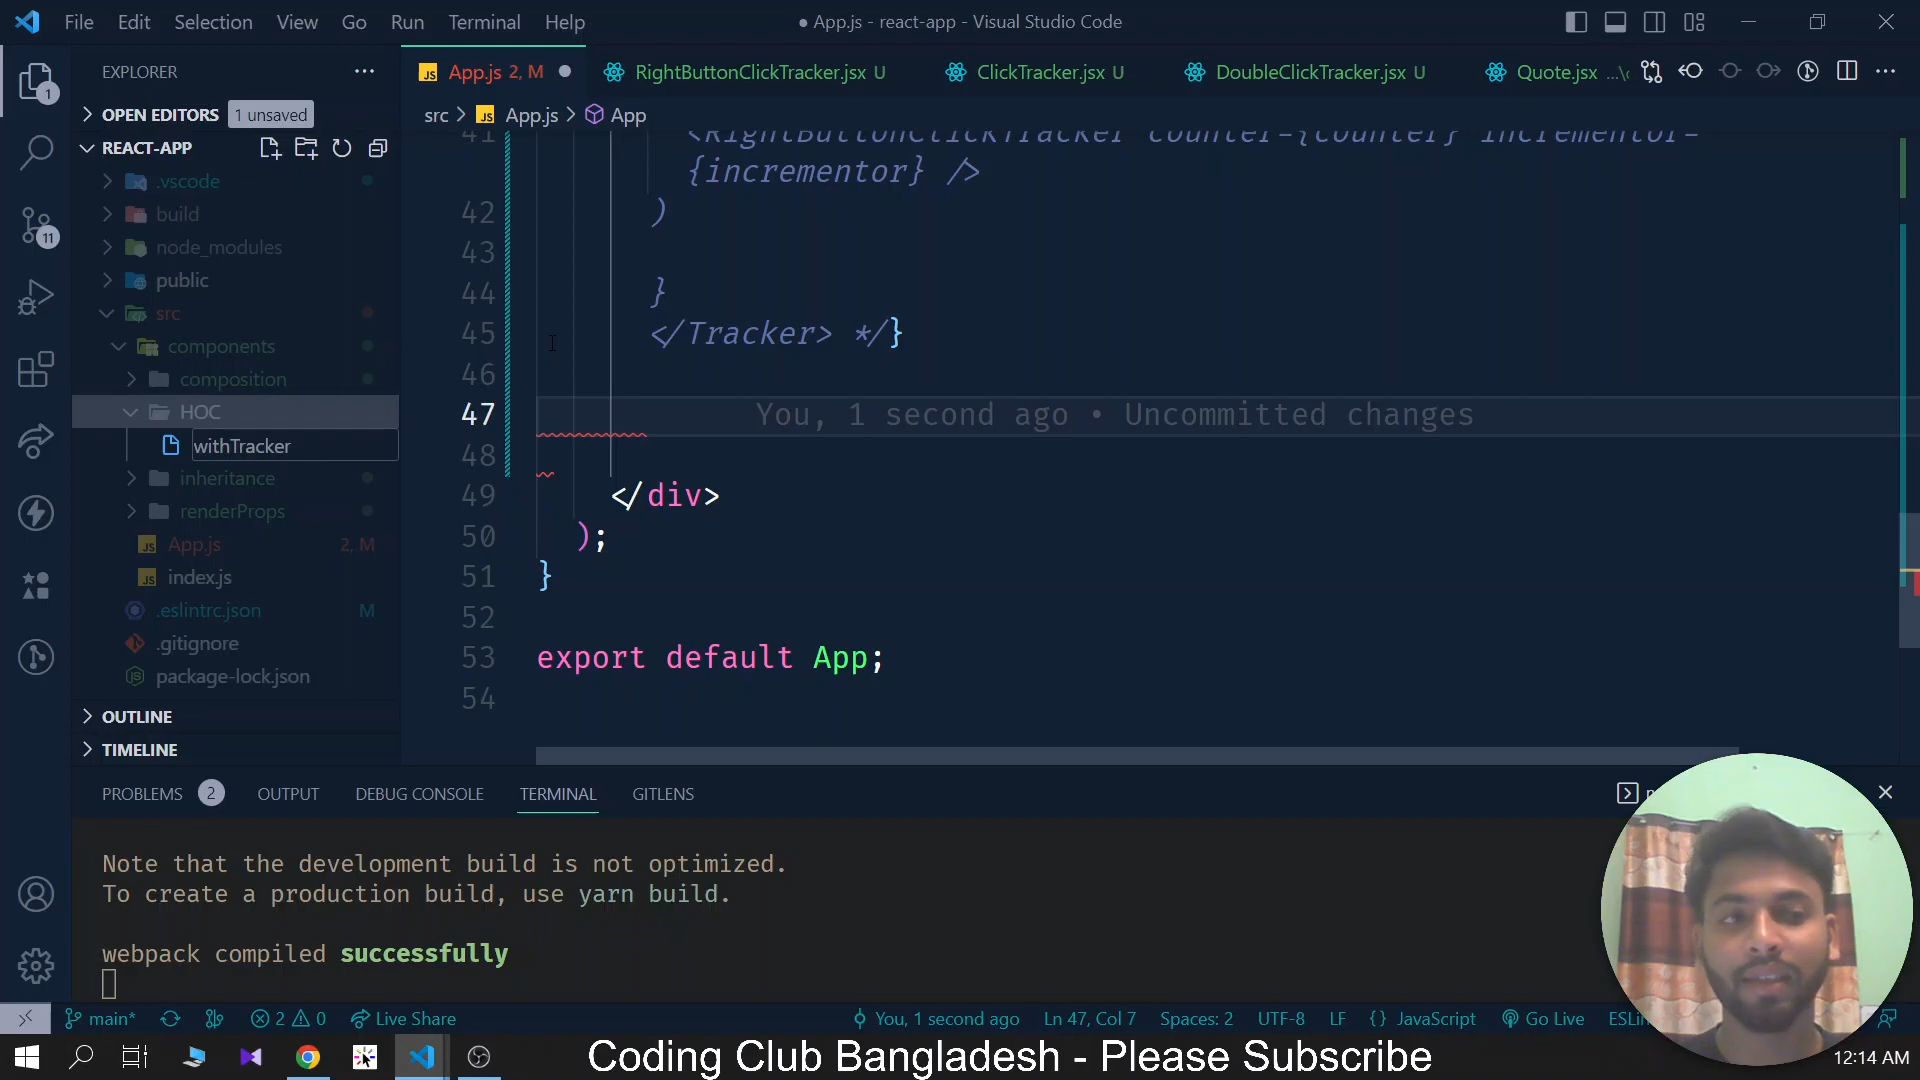 File Edit Selection View Go Run Terminal Help
● App.js - react-app - Visual Studio Code
EXPLORER
App.js 2, M
RightButtonClickTracker.jsx U
ClickTracker.jsx U
DoubleClickTracker.jsx U
Quote.jsx
OPEN EDITORS 1 unsaved
src > App.js > App
REACT-APP
.vscode
build
node_modules
public
src
components
composition
HOC
withTracker
inheritance
renderProps
App.js 2, M
index.js
.eslintrc.json M
.gitignore
package-lock.json
OUTLINE
TIMELINE
1
11
41 <RightButtonClickTracker counter={counter} incrementor=
{incrementor} />
42 )
43
44 }
45 </Tracker> */}
46
47 You, 1 second ago • Uncommitted changes
48
49 </div>
50 );
51 }
52
53 export default App;
54
PROBLEMS 2 OUTPUT DEBUG CONSOLE TERMINAL GITLENS
Note that the development build is not optimized.
To create a production build, use yarn build.
webpack compiled successfully
main* 2 0 Live Share
You, 1 second ago Ln 47, Col 7 Spaces: 2 UTF-8 LF {} JavaScript Go Live
Coding Club Bangladesh - Please Subscribe
12:14 AM